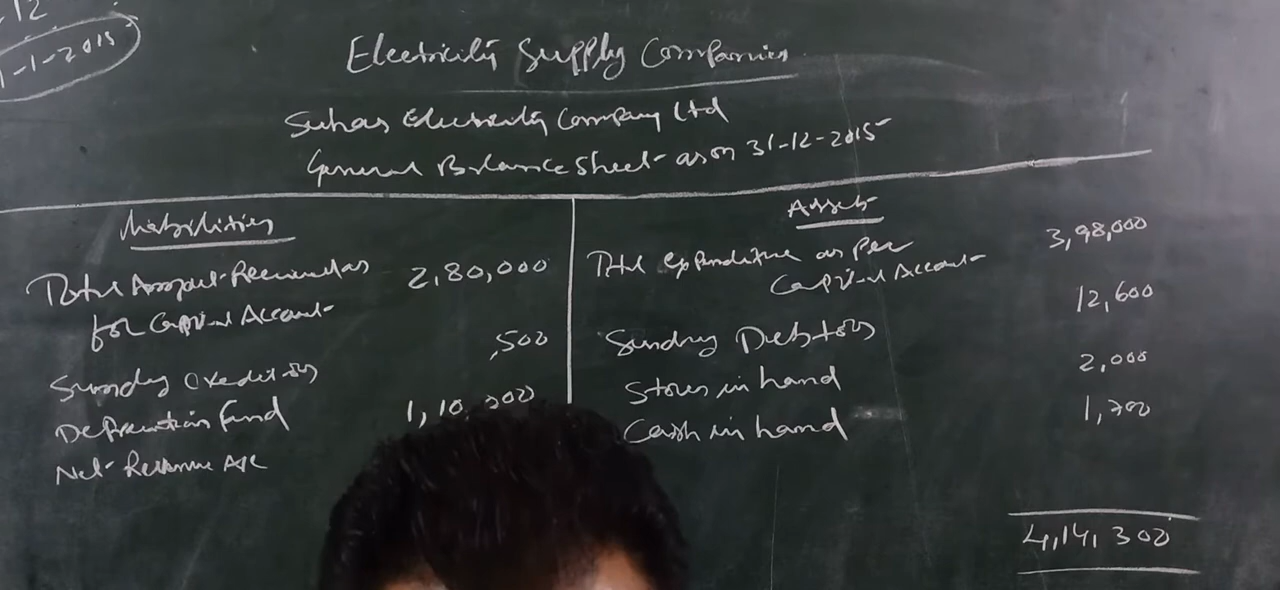 -12
1-1-2015
Electricity Supply Companies
Suhas Electricity Company Ltd
General Balance Sheet as on 31-12-2015
Liabilities
Total Amount Received as 2,80,000
for Capital Account
,500
Sundry Creditors
Depreciation Fund 1,10,000
Net Revenue A/c
Assets
Total expenditure as per 3,98,000
Capital Account
12,600
Sundry Debtors
2,000
Stores in hand
1,700
Cash in hand
4,14,300